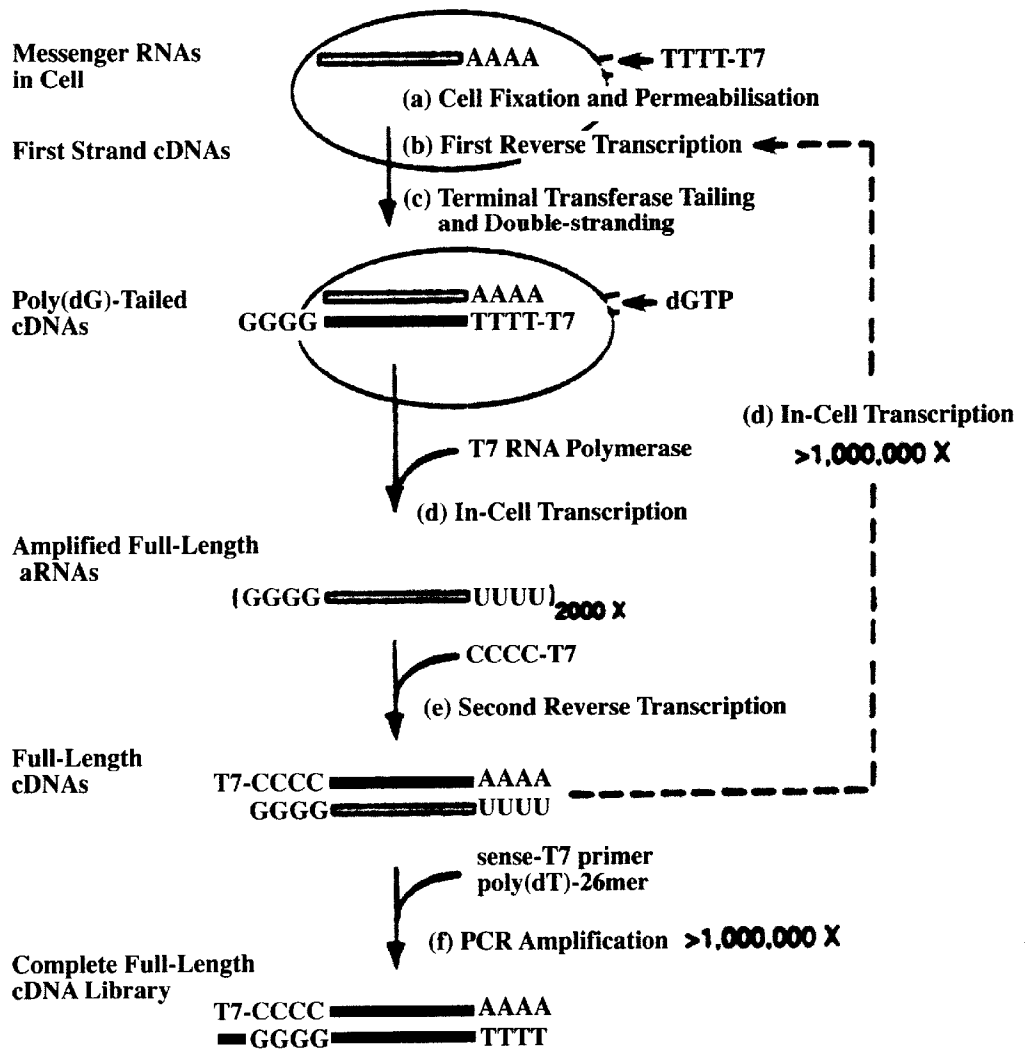 Messenger RNAs
in Cell
AAAA
TTTT-T7
(a) Cell Fixation and Permeabilisation
First Strand cDNAs
(b) First Reverse Transcription
(c) Terminal Transferase Tailing
and Double-stranding
Poly(dG)-Tailed
cDNAs
AAAA
GGGG TTTT-T7
dGTP
(d) In-Cell Transcription
>1,000,000 X
T7 RNA Polymerase
(d) In-Cell Transcription
Amplified Full-Length
aRNAs
(GGGG UUUU)2000 X
CCCC-T7
(e) Second Reverse Transcription
Full-Length
cDNAs
T7-CCCC AAAA
GGGG UUUU
sense-T7 primer
poly(dT)-26mer
(f) PCR Amplification >1,000,000 X
Complete Full-Length
cDNA Library
T7-CCCC AAAA
GGGG TTTT